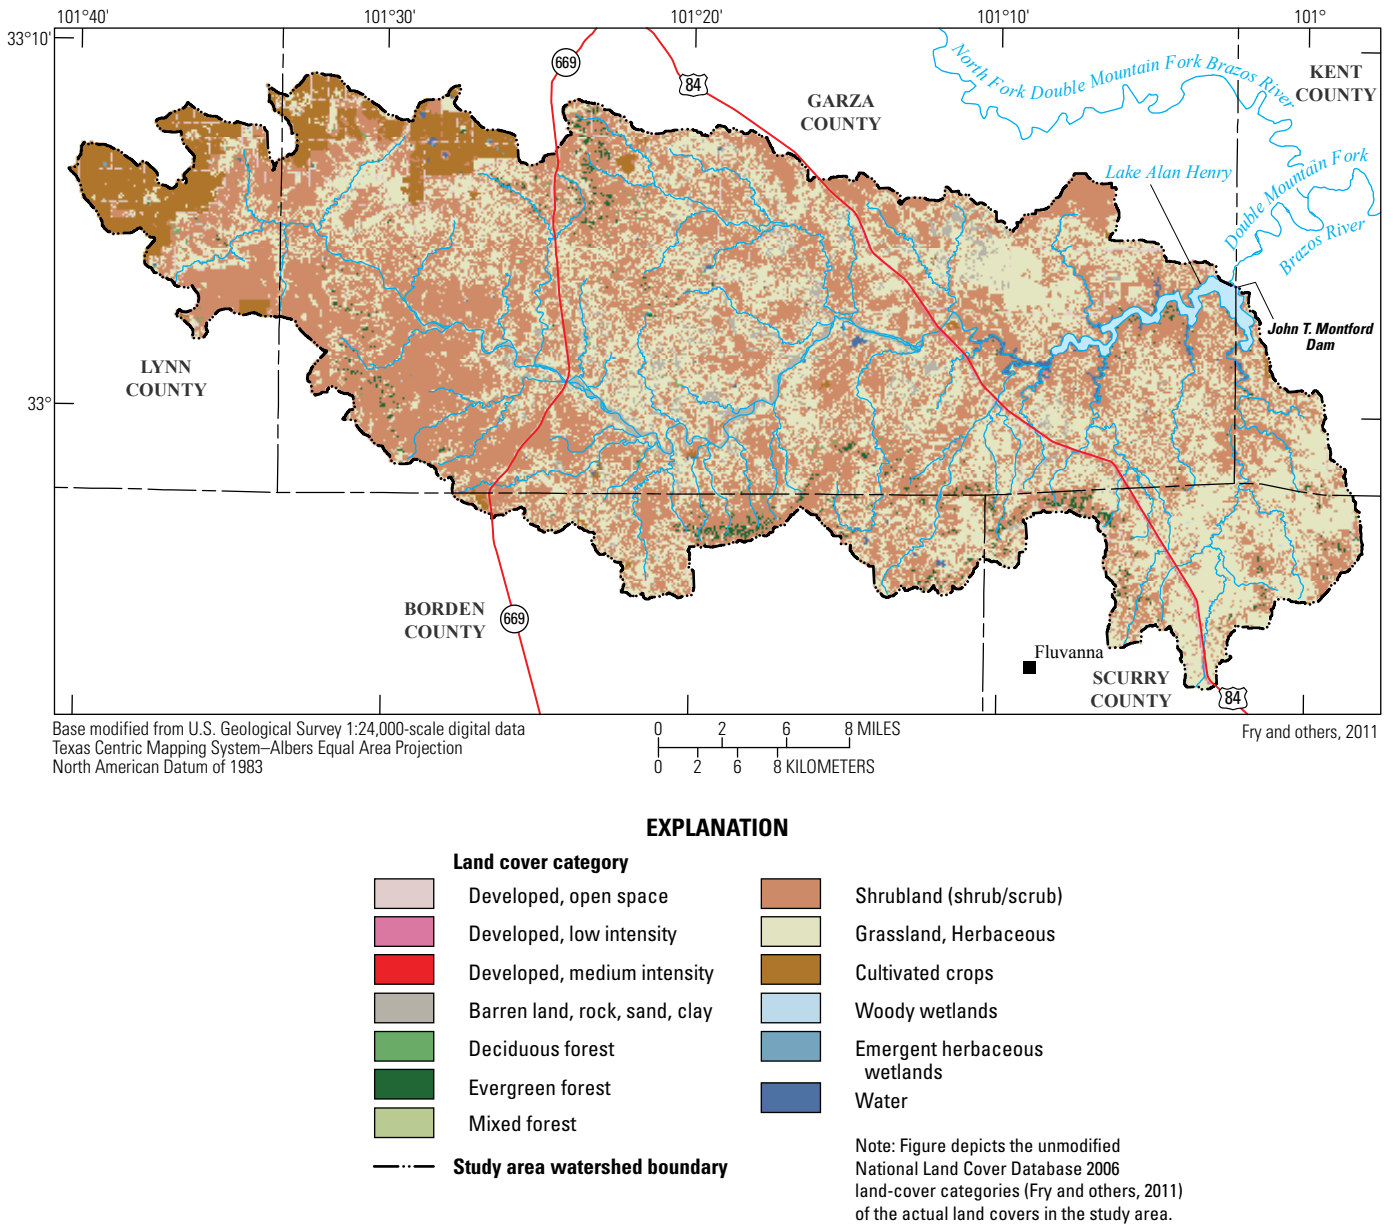 101°40'
101°30'
101°20'
101°10'
101°
33°10'
33°
669
84
GARZA
COUNTY
North Fork Double Mountain Fork Brazos River
KENT
COUNTY
Lake Alan Henry
Double Mountain Fork
Brazos River
John T. Montford
Dam
LYNN
COUNTY
BORDEN
COUNTY
669
Fluvanna
SCURRY
COUNTY
84
Base modified from U.S. Geological Survey 1:24,000-scale digital data
Texas Centric Mapping System–Albers Equal Area Projection
North American Datum of 1983
0 2 6 8 MILES
0 2 6 8 KILOMETERS
Fry and others, 2011
EXPLANATION
Land cover category
Developed, open space
Developed, low intensity
Developed, medium intensity
Barren land, rock, sand, clay
Deciduous forest
Evergreen forest
Mixed forest
Study area watershed boundary
Shrubland (shrub/scrub)
Grassland, Herbaceous
Cultivated crops
Woody wetlands
Emergent herbaceous
wetlands
Water
Note: Figure depicts the unmodified
National Land Cover Database 2006
land-cover categories (Fry and others, 2011)
of the actual land covers in the study area.